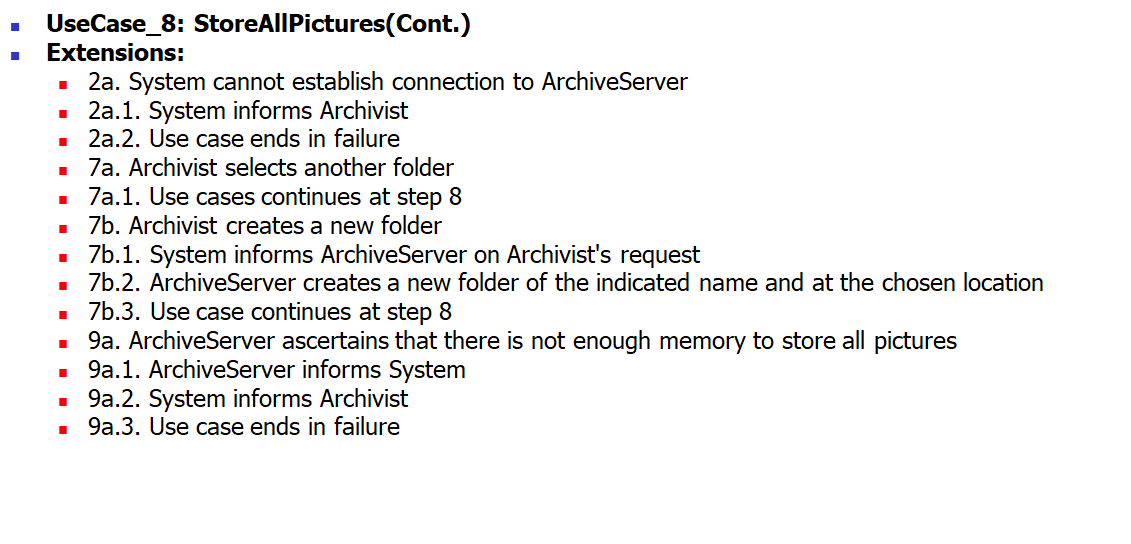 UseCase_8: StoreAllPictures(Cont.)
Extensions:
2a. System cannot establish connection to ArchiveServer
2a.1. System informs Archivist
2a.2. Use case ends in failure
7a. Archivist selects another folder
7a.1. Use cases continues at step 8
7b. Archivist creates a new folder
7b.1. System informs ArchiveServer on Archivist's request
7b.2. ArchiveServer creates a new folder of the indicated name and at the chosen location
7b.3. Use case continues at step 8
9a. ArchiveServer ascertains that there is not enough memory to store all pictures
9a.1. ArchiveServer informs System
9a.2. System informs Archivist
9a.3. Use case ends in failure